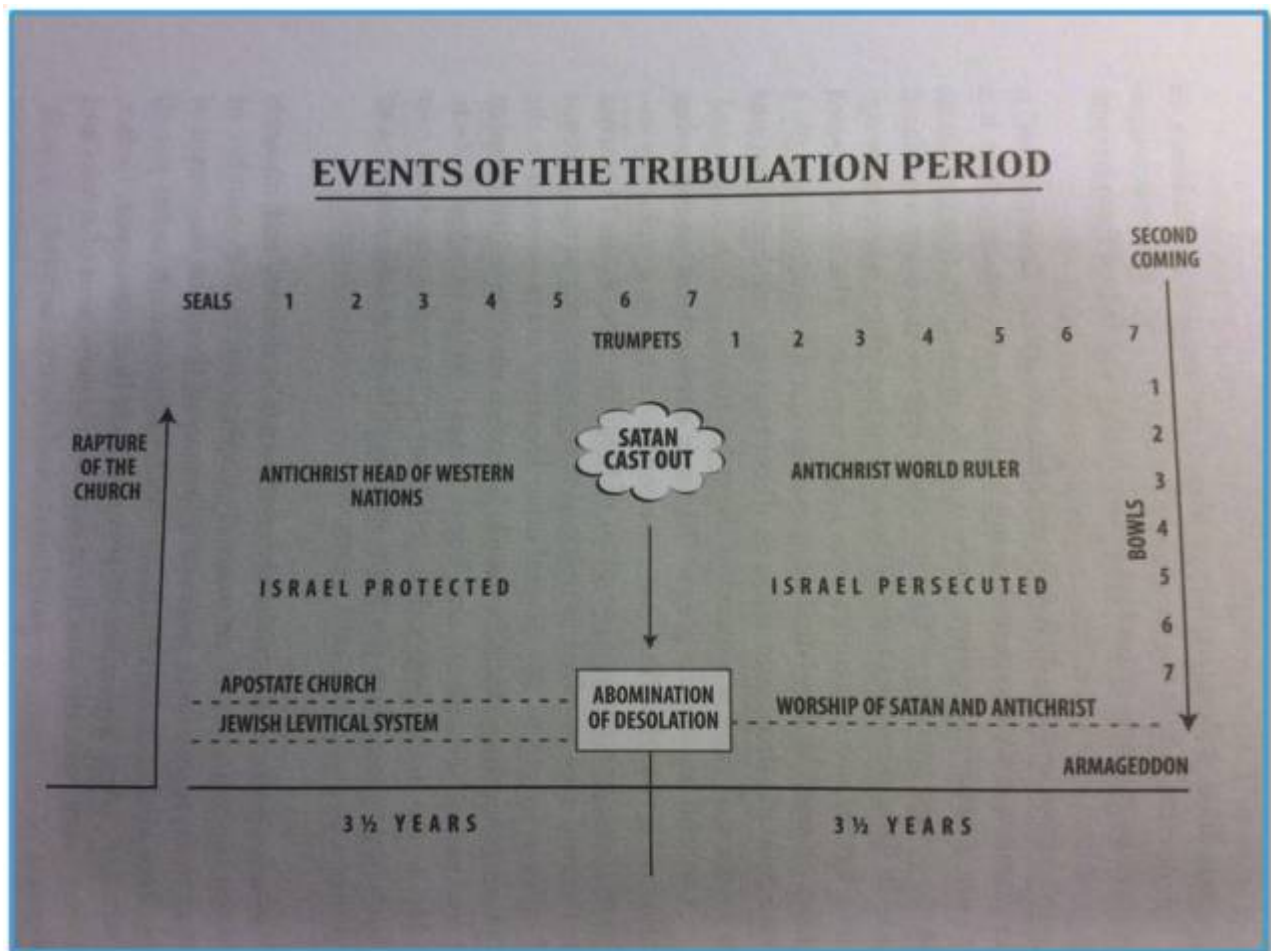 EVENTS OF THE TRIBULATION PERIOD
SECOND
COMING
SEALS 1 2 3 4 5 6 7
TRUMPETS 1 2 3 4 5 6 7
RAPTURE
OF THE
CHURCH
ANTICHRIST HEAD OF WESTERN
NATIONS
SATAN
CAST OUT
ANTICHRIST WORLD RULER
BOWLS
1
2
3
4
5
6
7
ISRAEL PROTECTED
ISRAEL PERSECUTED
APOSTATE CHURCH
JEWISH LEVITICAL SYSTEM
ABOMINATION
OF DESOLATION
WORSHIP OF SATAN AND ANTICHRIST
ARMAGEDDON
3 ½ YEARS
3 ½ YEARS